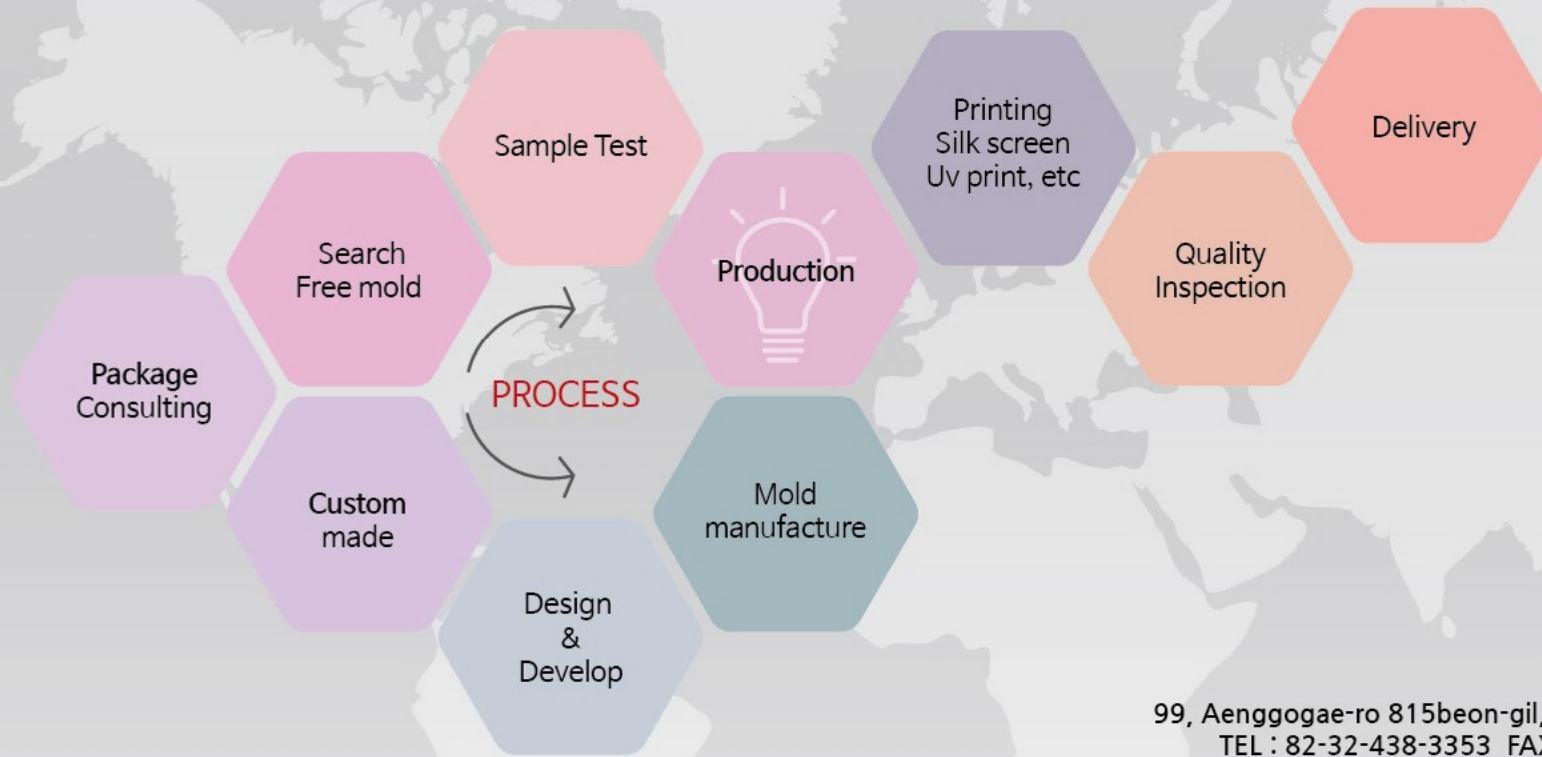 Package
Consulting
Search
Free mold
Custom
made
Sample Test
PROCESS
Design
&
Develop
Production
Mold
manufacture
Printing
Silk screen
Uv print, etc
Quality
Inspection
Delivery
99, Aenggogae-ro 815beon-gil,
TEL : 82-32-438-3353 FAX